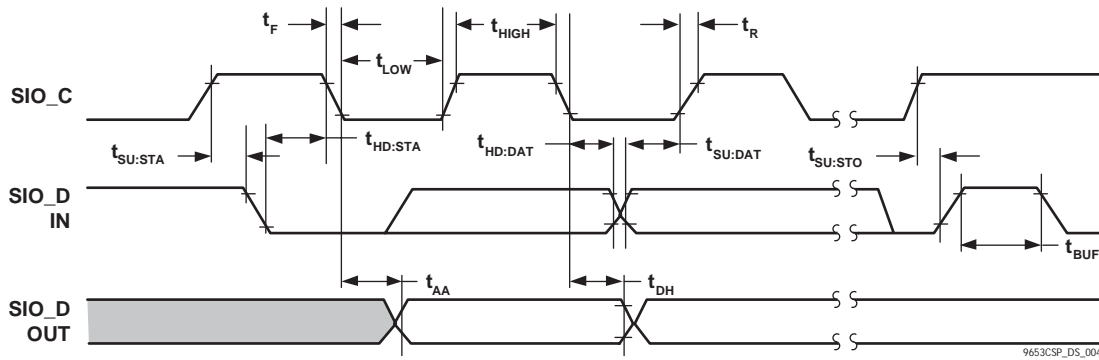 tF
tHIGH
tR
tLOW
SIO_C
tSU:STA
tHD:STA
tHD:DAT
tSU:DAT
tSU:STO
SIO_D
IN
tBUF
tAA
tDH
SIO_D
OUT
9653CSP_DS_004